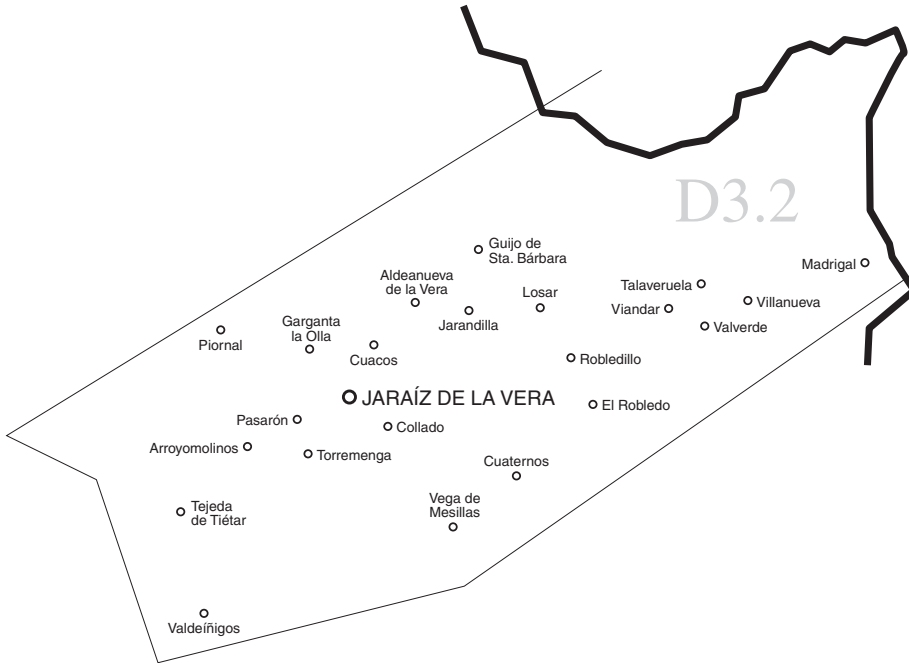 D3.2
Guijo de
Sta. Bárbara
Madrigal
Aldeanueva
de la Vera
Talaveruela
Losar
Villanueva
Viandar
Jarandilla
Garganta
la Olla
Valverde
Piornal
Cuacos
Robledillo
JARAÍZ DE LA VERA
El Robledo
Pasarón
Collado
Arroyomolinos
Torremenga
Cuaternos
Vega de
Mesillas
Tejeda
de Tiétar
Valdeíñigos